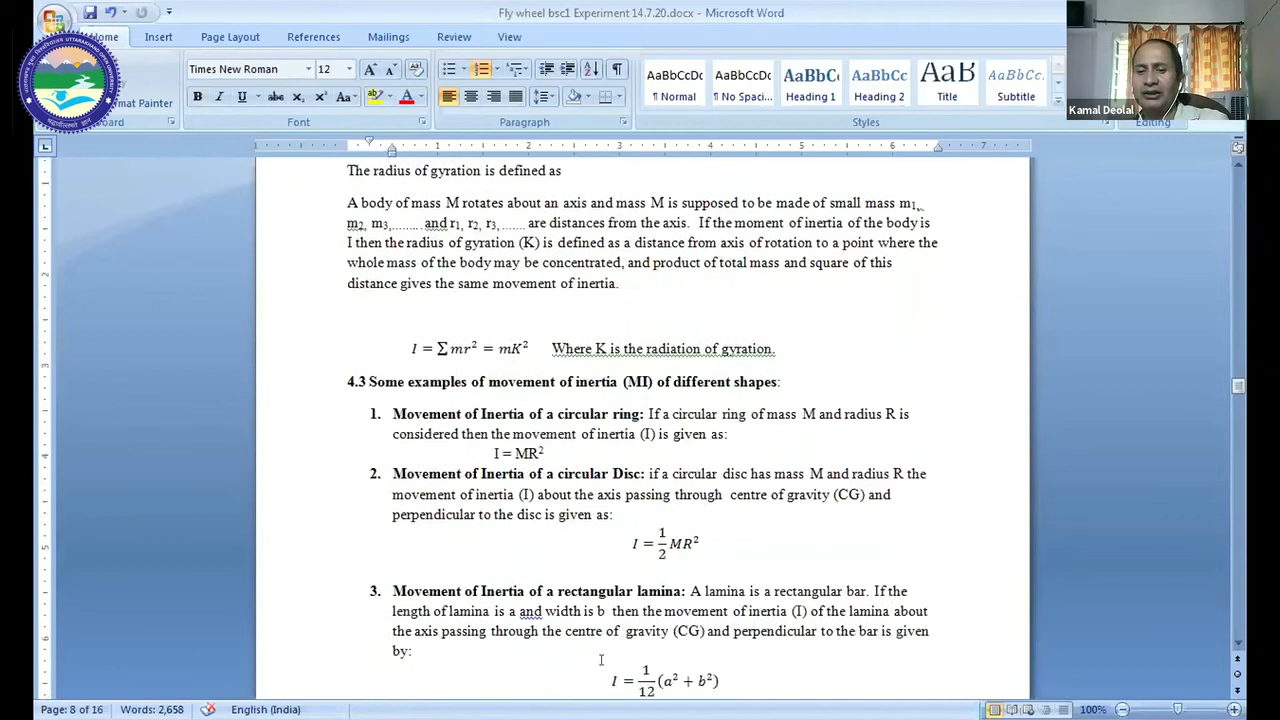 Fly wheel bsc1 Experiment 14.7.20.docx - Microsoft Word
Home Insert Page Layout References Mailings Review View
Times New Roman 12
AaBbCcDc AaBbCcDc AaBbCc AaBbCc AaB AaBbCc
¶ Normal ¶ No Spaci... Heading 1 Heading 2 Title Subtitle
Format Painter
Font Paragraph Styles Editing
Kamal Deolal
The radius of gyration is defined as
A body of mass M rotates about an axis and mass M is supposed to be made of small mass m₁,.
m₂, m₃,........ and r₁, r₂, r₃,....... are distances from the axis. If the moment of inertia of the body is
I then the radius of gyration (K) is defined as a distance from axis of rotation to a point where the
whole mass of the body may be concentrated, and product of total mass and square of this
distance gives the same movement of inertia.
I = ∑ mr² = mK² Where K is the radiation of gyration.
4.3 Some examples of movement of inertia (MI) of different shapes:
1. Movement of Inertia of a circular ring: If a circular ring of mass M and radius R is
considered then the movement of inertia (I) is given as:
I = MR²
2. Movement of Inertia of a circular Disc: if a circular disc has mass M and radius R the
movement of inertia (I) about the axis passing through centre of gravity (CG) and
perpendicular to the disc is given as:
I = 1/2 MR²
3. Movement of Inertia of a rectangular lamina: A lamina is a rectangular bar. If the
length of lamina is a and width is b then the movement of inertia (I) of the lamina about
the axis passing through the centre of gravity (CG) and perpendicular to the bar is given
by:
I = 1/12 (a² + b²)
Page: 8 of 16 Words: 2,658 English (India) 100%